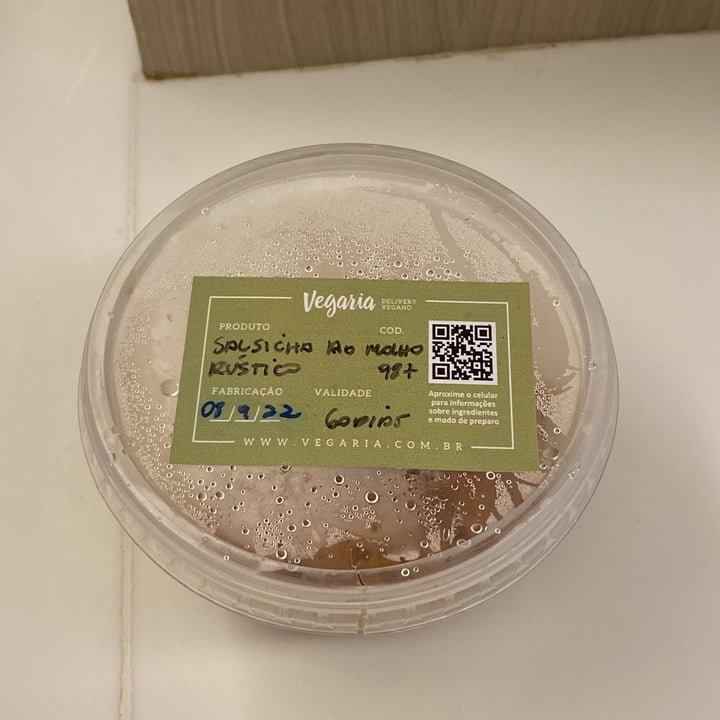 Vegaria DELIVERY VEGANO
PRODUTO COD.
SALSICHA AO MOLHO
RÚSTICO 987
FABRICAÇÃO VALIDADE
09/9/22 60 DIAS
Aproxime o celular
para informações
sobre ingredientes
e modo de preparo
WWW.VEGARIA.COM.BR